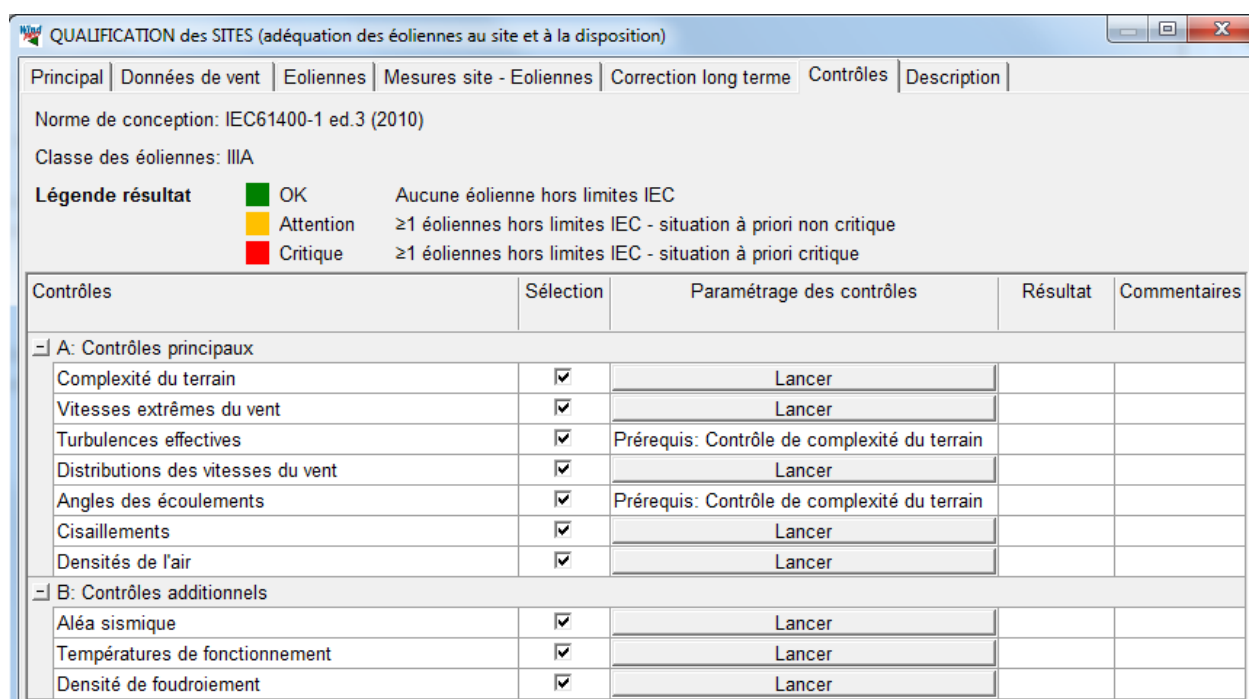 Wind
QUALIFICATION des SITES (adéquation des éoliennes au site et à la disposition)
Principal Données de vent Eoliennes Mesures site - Eoliennes Correction long terme Contrôles Description
Norme de conception: IEC61400-1 ed.3 (2010)
Classe des éoliennes: IIIA
Légende résultat OK Aucune éolienne hors limites IEC
Attention ≥1 éoliennes hors limites IEC - situation à priori non critique
Critique ≥1 éoliennes hors limites IEC - situation à priori critique
Contrôles Sélection Paramétrage des contrôles Résultat Commentaires
A: Contrôles principaux
Complexité du terrain Lancer
Vitesses extrêmes du vent Lancer
Turbulences effectives Prérequis: Contrôle de complexité du terrain
Distributions des vitesses du vent Lancer
Angles des écoulements Prérequis: Contrôle de complexité du terrain
Cisaillements Lancer
Densités de l'air Lancer
B: Contrôles additionnels
Aléa sismique Lancer
Températures de fonctionnement Lancer
Densité de foudroiement Lancer